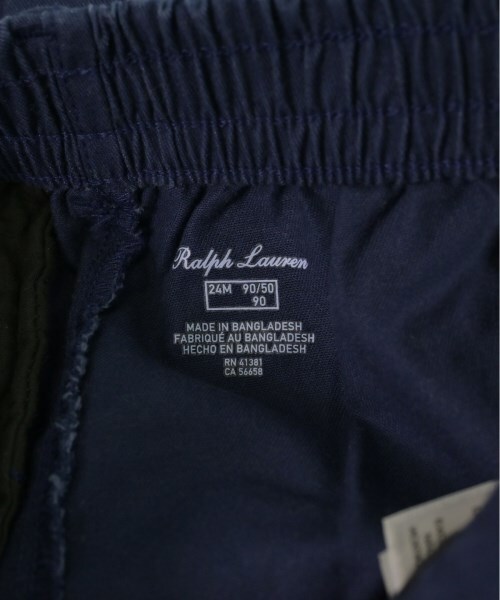 Ralph Lauren
24M 90/50
90
MADE IN BANGLADESH
FABRIQUÉ AU BANGLADESH
HECHO EN BANGLADESH
RN 41381
CA 56658